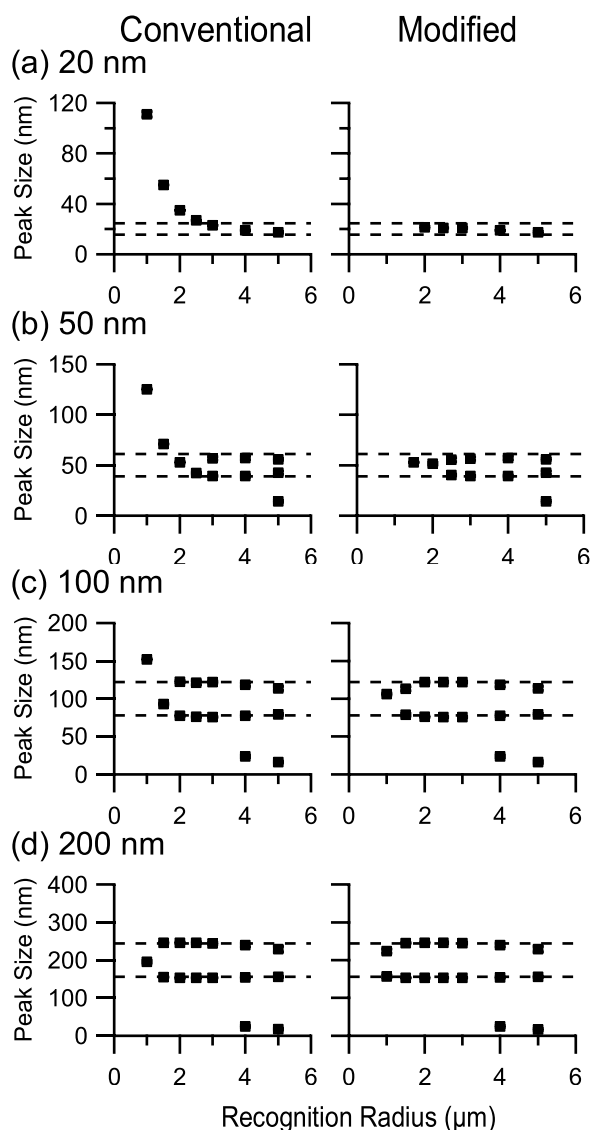 Conventional Modified
(a) 20 nm
Peak Size (nm)
120
80
40
0
0 2 4 6
0 2 4 6
(b) 50 nm
Peak Size (nm)
150
100
50
0
0 2 4 6
0 2 4 6
(c) 100 nm
Peak Size (nm)
200
150
100
50
0
0 2 4 6
0 2 4 6
(d) 200 nm
Peak Size (nm)
400
300
200
100
0
0 2 4 6
0 2 4 6
Recognition Radius (µm)